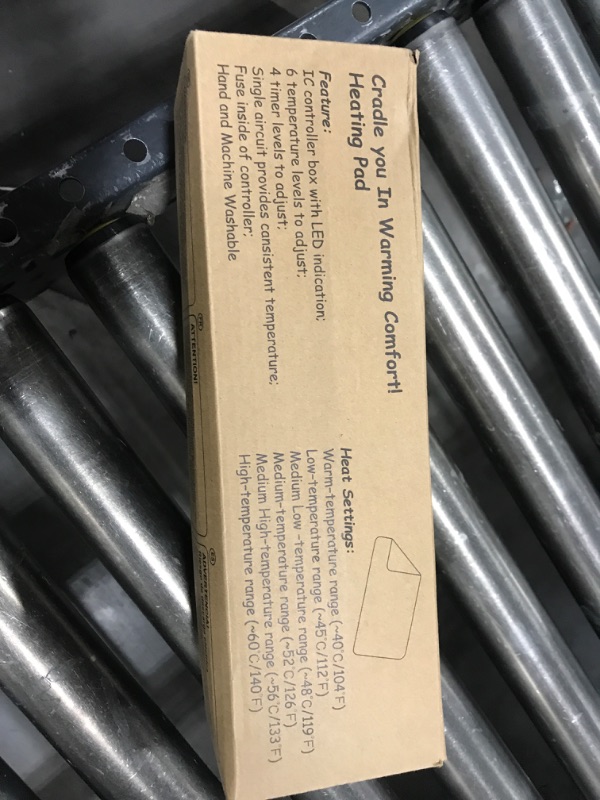 Cradle you In Warming Comfort!
Heating Pad
Feature:
IC controller box with LED indication;
6 temperature levels to adjust;
4 timer levels to adjust;
Single aircuit provides cansistent temperature;
Fuse inside of controller;
Hand and Machine Washable
Heat Settings:
Warm-temperature range (~40°C/104°F)
Low-temperature range (~45°C/112°F)
Medium Low -temperature range (~48°C/119°F)
Medium-temperature range (~52°C/126°F)
Medium High-temperature range (~56°C/133°F)
High-temperature range (~60°C/140°F)
ATTENTION!